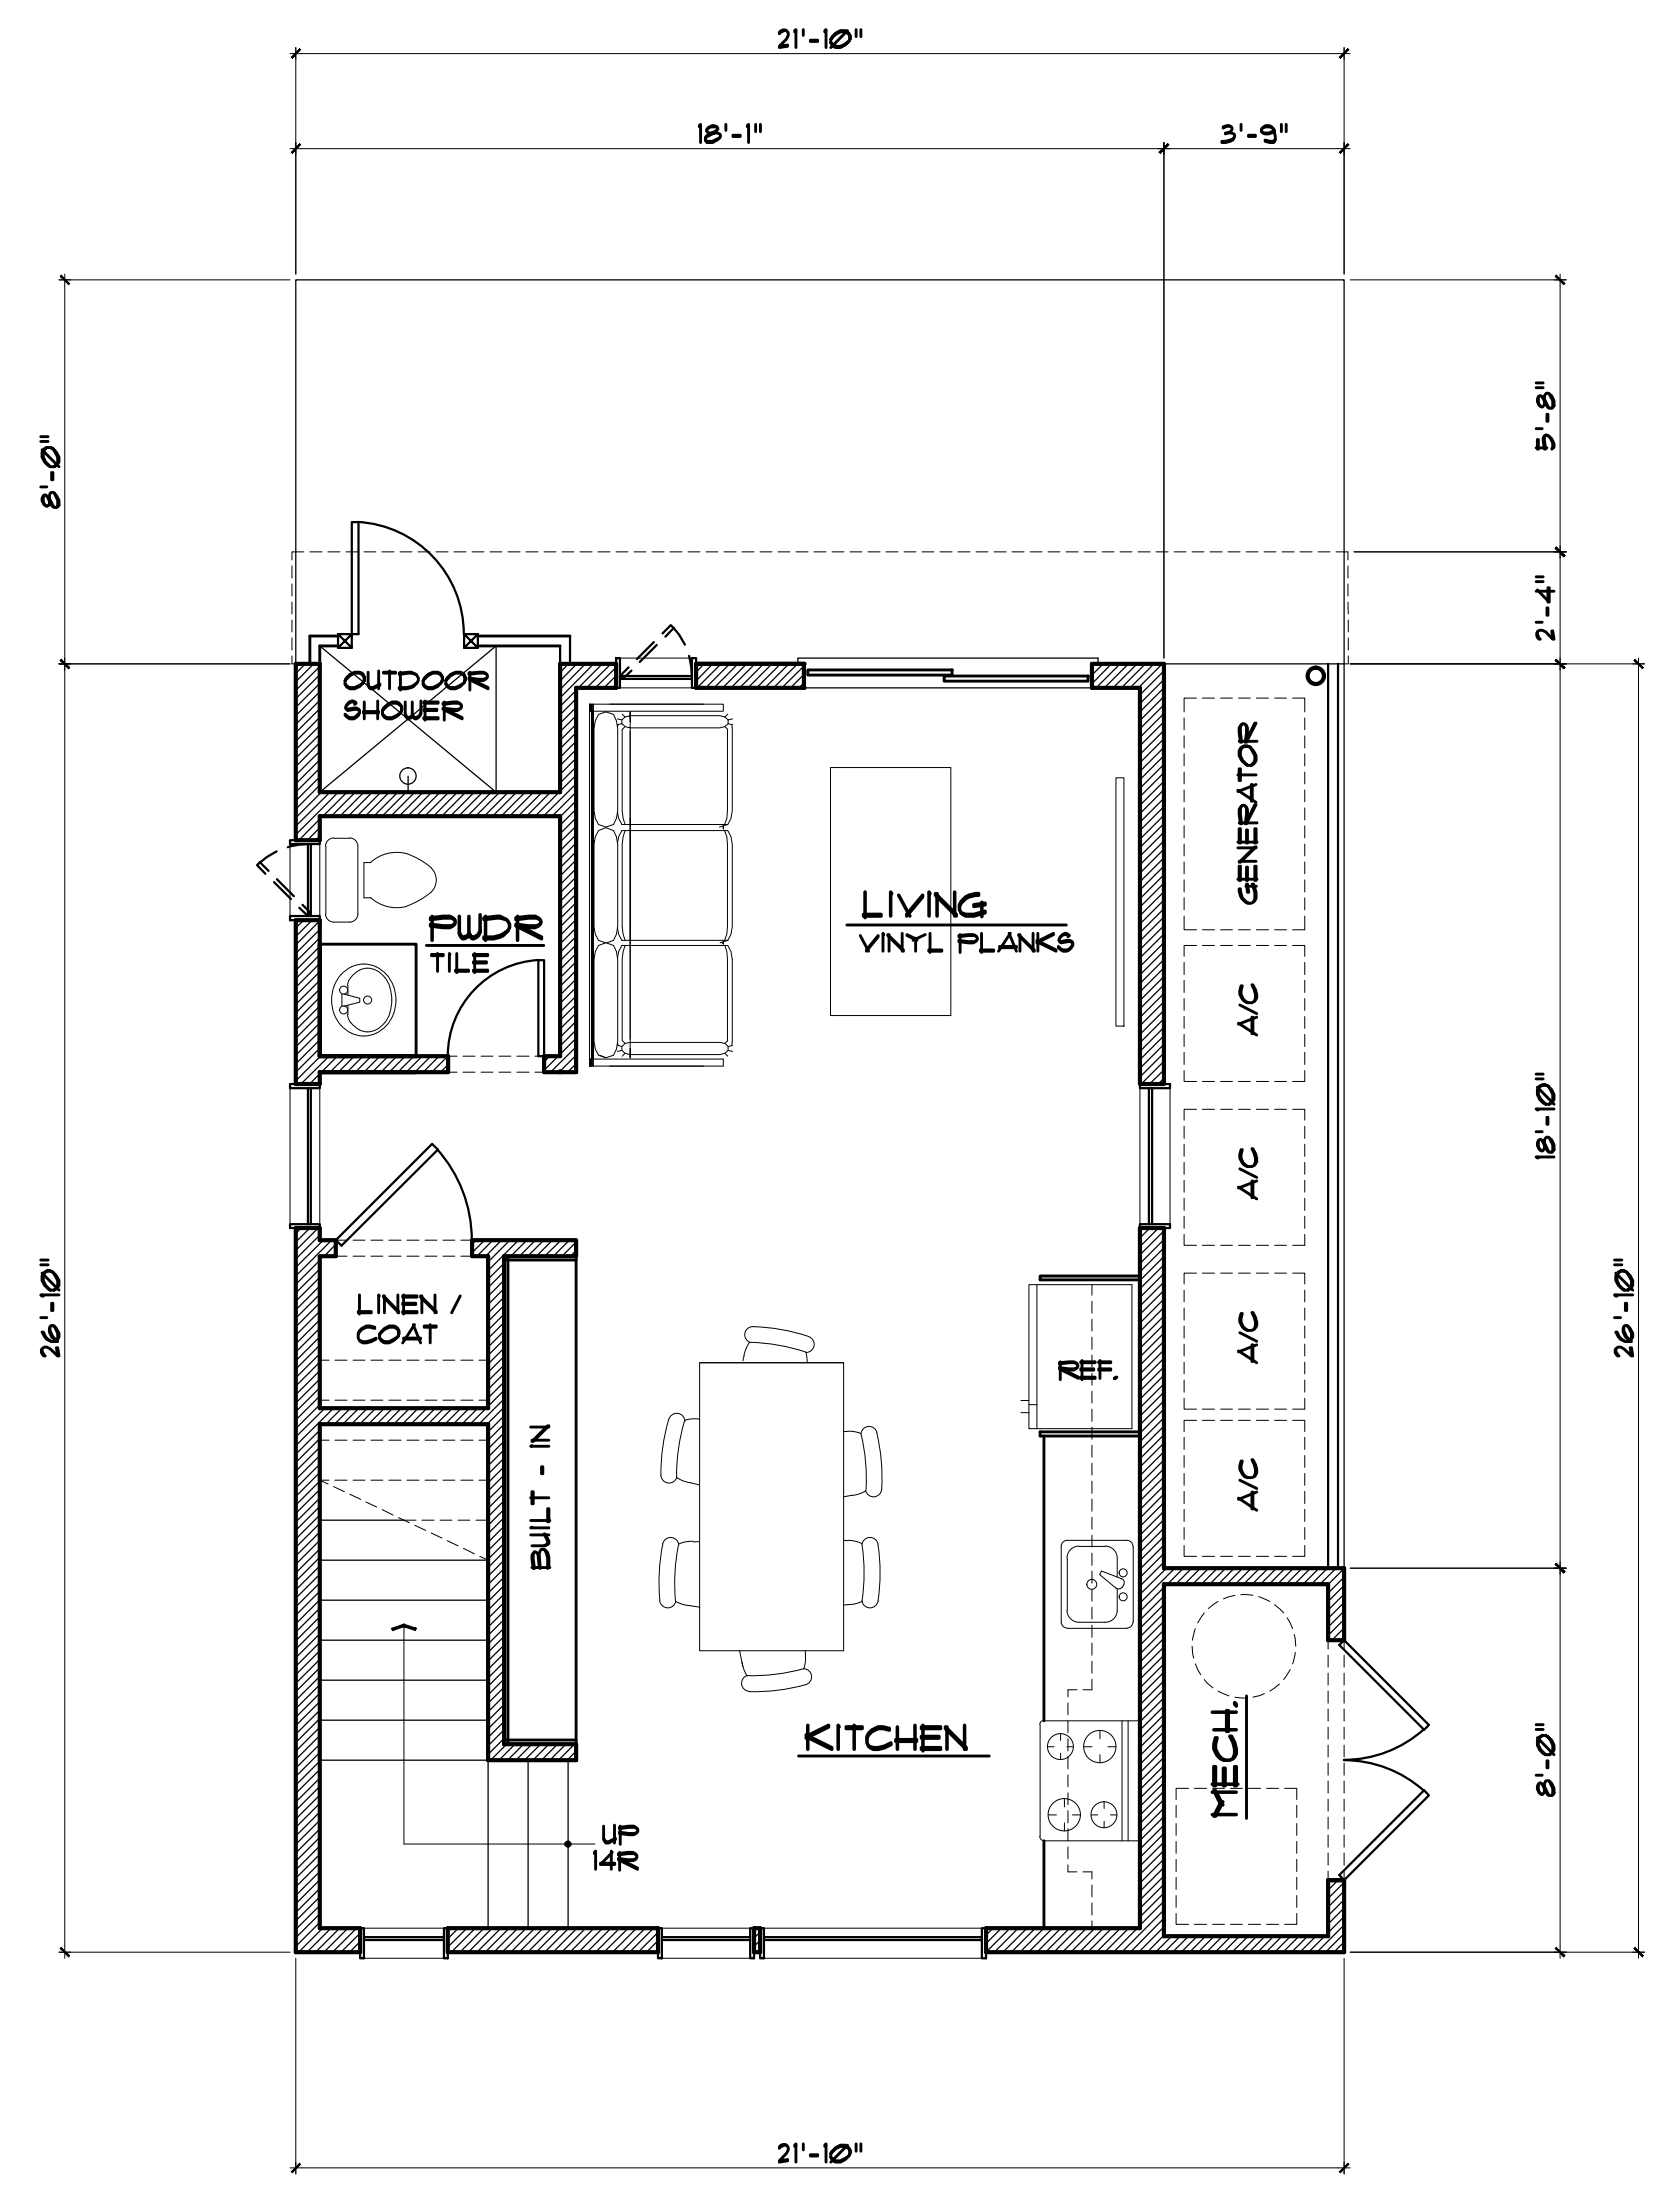 21'-10"
18'-1"
3'-9"
8'-0"
5'-8"
2'-4"
OUTDOOR
SHOWER
GENERATOR
LIVING
VINYL PLANKS
PWDR
TILE
A/C
18'-10"
A/C
26'-10"
26'-10"
LINEN /
COAT
A/C
REF.
BUILT - IN
A/C
KITCHEN
MECH.
8'-0"
UP
14R
21'-10"